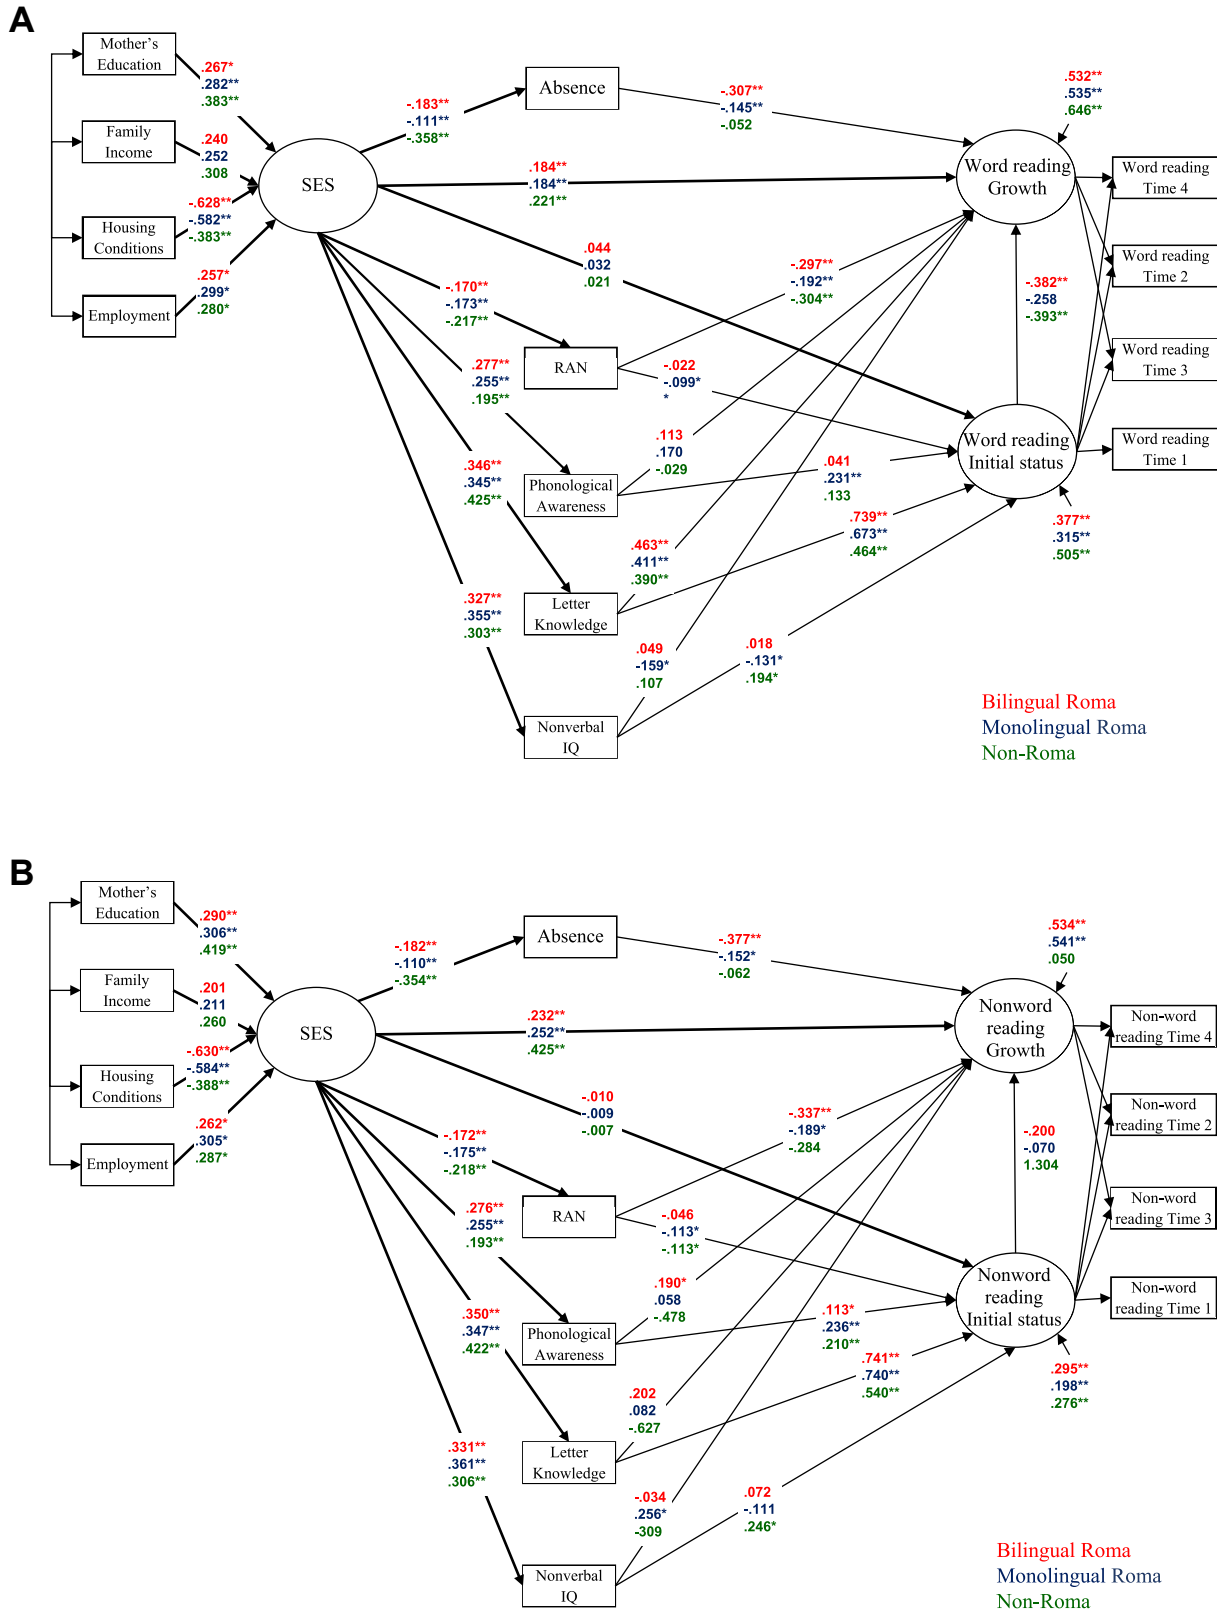 A
Mother's
Education
.267*
.282**
.383**
Family
Income
.240
.252
.308
Housing
Conditions
-.628**
-.582**
-.383**
Employment
.257*
.299*
.280*
SES
-.183**
-.111**
-.358**
Absence
-.307**
-.145**
-.052
.532**
.535**
.646**
Word reading
Growth
.184**
.184**
.221**
.044
.032
.021
-.170**
-.173**
-.217**
RAN
-.297**
-.192**
-.304**
-.022
-.099*
*
.277**
.255**
.195**
Phonological
Awareness
.113
.170
-.029
.041
.231**
.133
.346**
.345**
.425**
Letter
Knowledge
.463**
.411**
.390**
.739**
.673**
.464**
.327**
.355**
.303**
Nonverbal
IQ
.049
-159*
.107
.018
-.131*
.194*
-.382**
-.258
-.393**
Word reading
Initial status
.377**
.315**
.505**
Word reading
Time 4
Word reading
Time 2
Word reading
Time 3
Word reading
Time 1
Bilingual Roma
Monolingual Roma
Non-Roma
B
Mother's
Education
.290**
.306**
.419**
Family
Income
.201
.211
.260
Housing
Conditions
-.630**
-.584**
-.388**
Employment
.262*
.305*
.287*
SES
-.182**
-.110**
-.354**
Absence
-.377**
-.152*
-.062
.534**
.541**
.050
Nonword
reading
Growth
.232**
.252**
.425**
-.010
-.009
-.007
-.172**
-.175**
-.218**
RAN
-.337**
-.189*
-.284
-.046
-.113*
-.113*
.276**
.255**
.193**
Phonological
Awareness
.190*
.058
-.478
.113*
.236**
.210**
.350**
.347**
.422**
Letter
Knowledge
.202
.082
-.627
.741**
.740**
.540**
.331**
.361**
.306**
Nonverbal
IQ
-.034
.256*
-309
.072
-.111
.246*
-.200
-.070
1.304
Nonword
reading
Initial status
.295**
.198**
.276**
Non-word
reading Time 4
Non-word
reading Time 2
Non-word
reading Time 3
Non-word
reading Time 1
Bilingual Roma
Monolingual Roma
Non-Roma